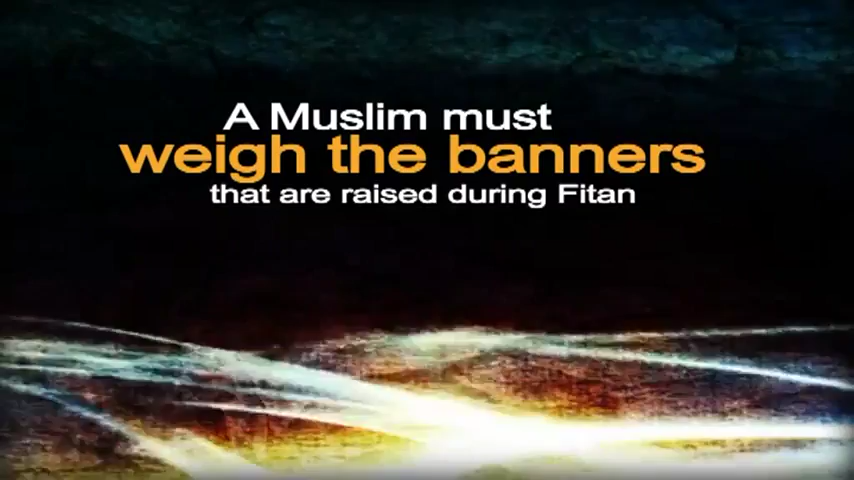 A Muslim must
weigh the banners
that are raised during Fitan